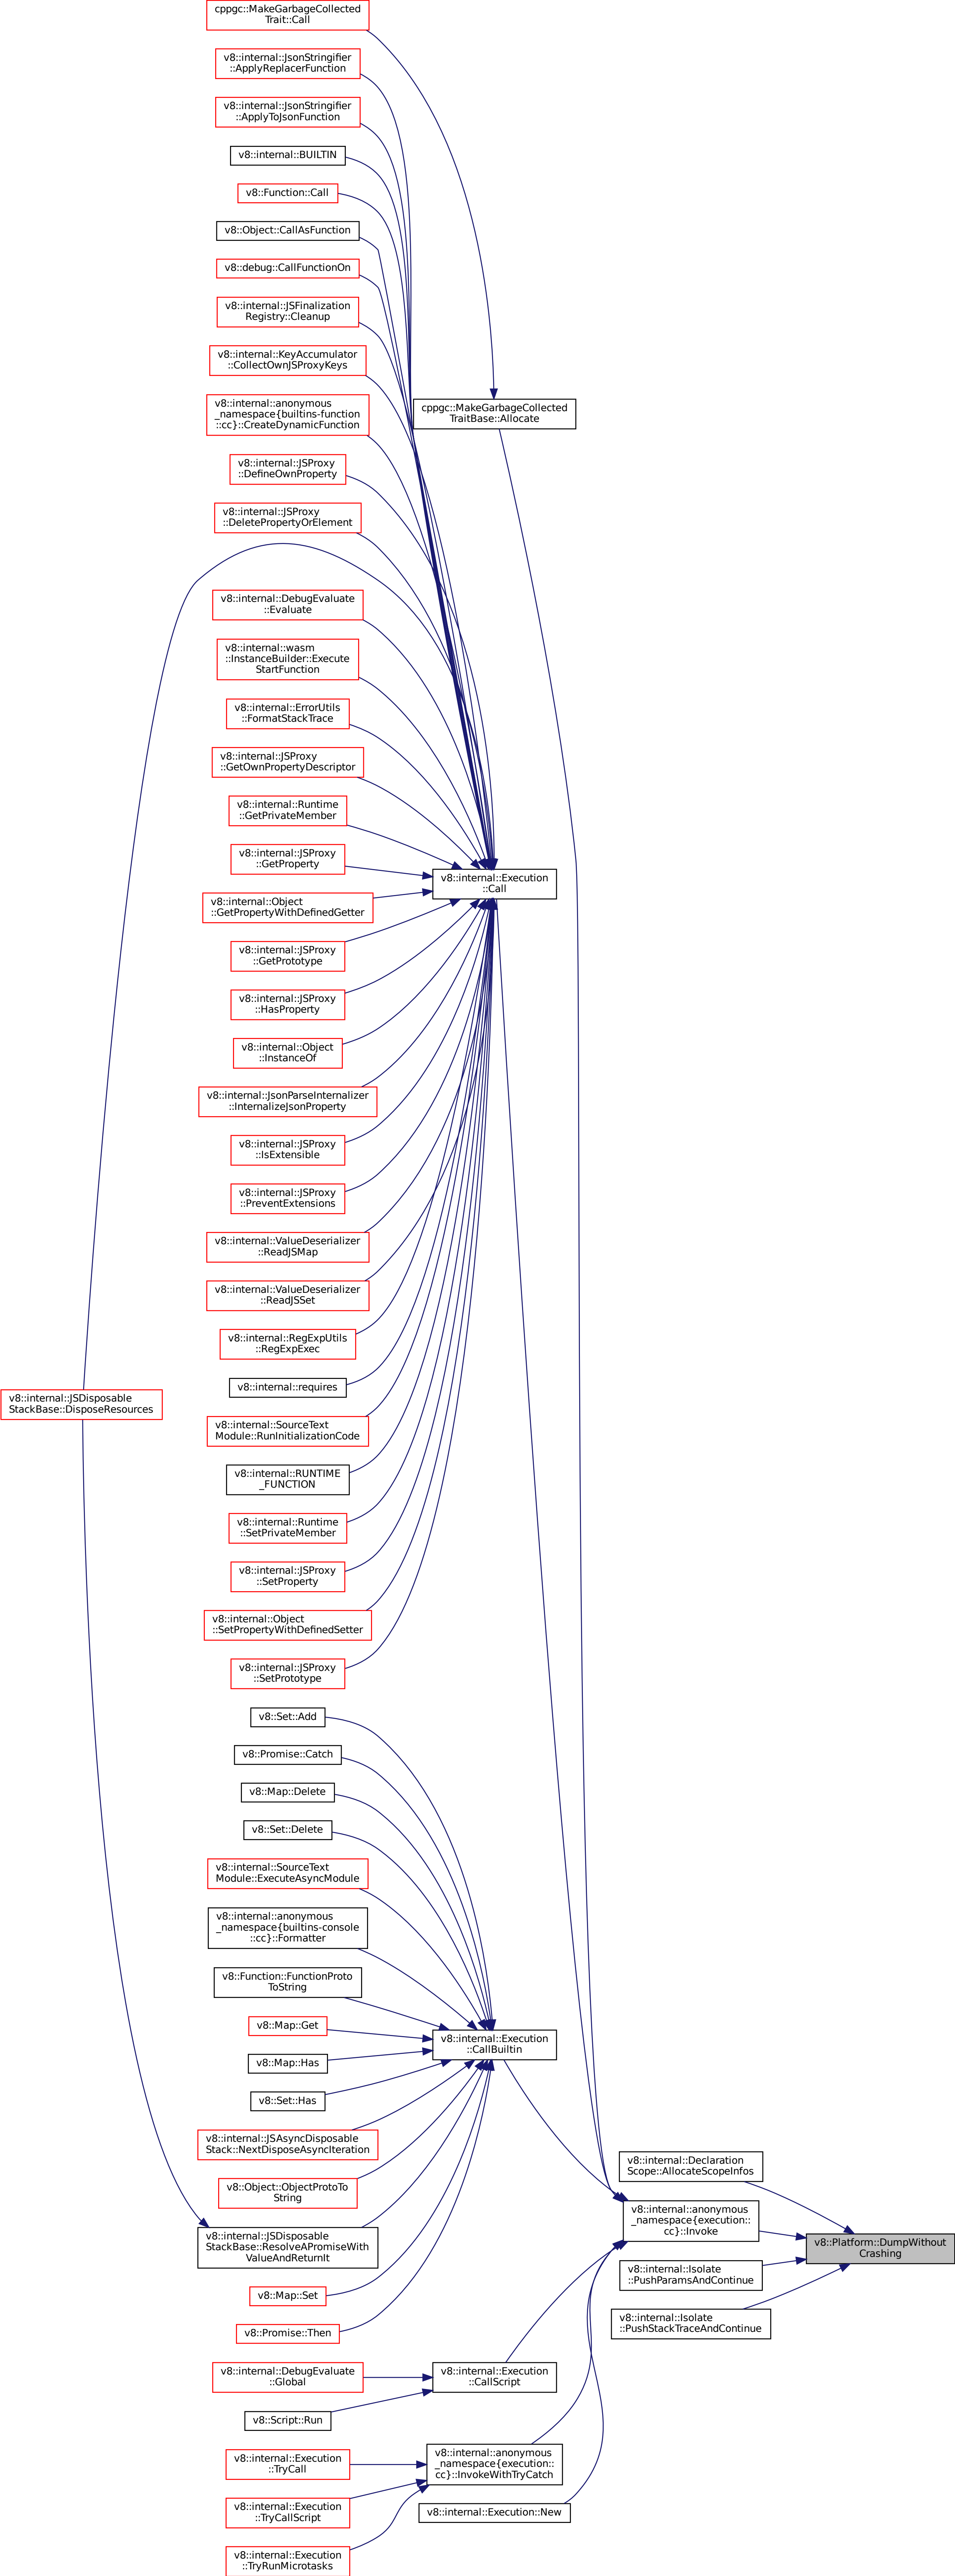 cppgc::MakeGarbageCollected
Trait::Call
v8::internal::JsonStringifier
::ApplyReplacerFunction
v8::internal::JsonStringifier
::ApplyToJsonFunction
v8::internal::BUILTIN
v8::Function::Call
v8::Object::CallAsFunction
v8::debug::CallFunctionOn
v8::internal::JSFinalization
Registry::Cleanup
v8::internal::KeyAccumulator
::CollectOwnJSProxyKeys
v8::internal::anonymous
_namespace{builtins-function
::cc}::CreateDynamicFunction
cppgc::MakeGarbageCollected
TraitBase::Allocate
v8::internal::JSProxy
::DefineOwnProperty
v8::internal::JSProxy
::DeletePropertyOrElement
v8::internal::DebugEvaluate
::Evaluate
v8::internal::wasm
::InstanceBuilder::Execute
StartFunction
v8::internal::ErrorUtils
::FormatStackTrace
v8::internal::JSProxy
::GetOwnPropertyDescriptor
v8::internal::Runtime
::GetPrivateMember
v8::internal::JSProxy
::GetProperty
v8::internal::Execution
::Call
v8::internal::Object
::GetPropertyWithDefinedGetter
v8::internal::JSProxy
::GetPrototype
v8::internal::JSProxy
::HasProperty
v8::internal::Object
::InstanceOf
v8::internal::JsonParseInternalizer
::InternalizeJsonProperty
v8::internal::JSProxy
::IsExtensible
v8::internal::JSProxy
::PreventExtensions
v8::internal::ValueDeserializer
::ReadJSMap
v8::internal::ValueDeserializer
::ReadJSSet
v8::internal::RegExpUtils
::RegExpExec
v8::internal::requires
v8::internal::JSDisposable
StackBase::DisposeResources
v8::internal::SourceText
Module::RunInitializationCode
v8::internal::RUNTIME
_FUNCTION
v8::internal::Runtime
::SetPrivateMember
v8::internal::JSProxy
::SetProperty
v8::internal::Object
::SetPropertyWithDefinedSetter
v8::internal::JSProxy
::SetPrototype
v8::Set::Add
v8::Promise::Catch
v8::Map::Delete
v8::Set::Delete
v8::internal::SourceText
Module::ExecuteAsyncModule
v8::internal::anonymous
_namespace{builtins-console
::cc}::Formatter
v8::Function::FunctionProto
ToString
v8::Map::Get
v8::internal::Execution
::CallBuiltin
v8::Map::Has
v8::Set::Has
v8::internal::JSAsyncDisposable
Stack::NextDisposeAsyncIteration
v8::Object::ObjectProtoTo
String
v8::internal::JSDisposable
StackBase::ResolveAPromiseWith
ValueAndReturnIt
v8::Map::Set
v8::Promise::Then
v8::internal::Declaration
Scope::AllocateScopeInfos
v8::internal::anonymous
_namespace{execution::
cc}::Invoke
v8::Platform::DumpWithout
Crashing
v8::internal::Isolate
::PushParamsAndContinue
v8::internal::Isolate
::PushStackTraceAndContinue
v8::internal::DebugEvaluate
::Global
v8::internal::Execution
::CallScript
v8::Script::Run
v8::internal::Execution
::TryCall
v8::internal::anonymous
_namespace{execution::
cc}::InvokeWithTryCatch
v8::internal::Execution
::TryCallScript
v8::internal::Execution::New
v8::internal::Execution
::TryRunMicrotasks